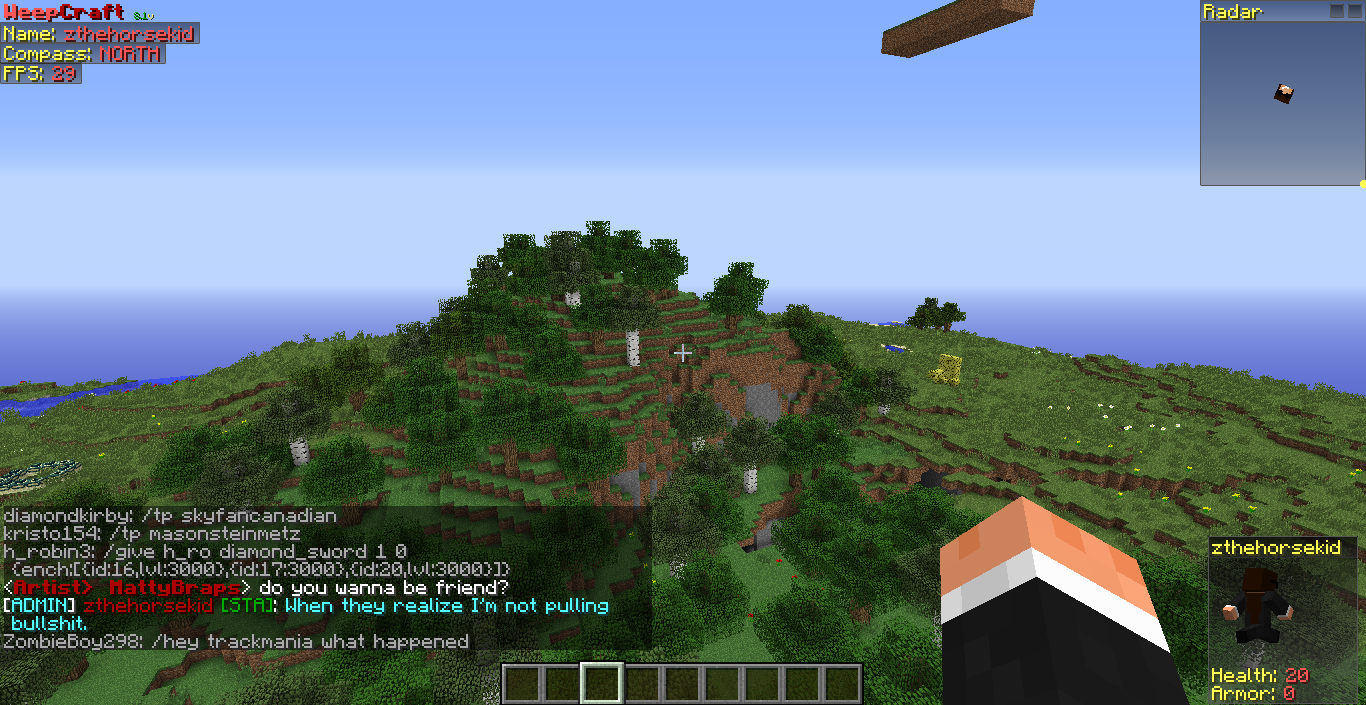 WeepCraft 8.1v
Name: zthehorsekid
Compass: NORTH
FPS: 29
Radar
diamondkirby: /tp skyfancanadian
kristo154: /tp masonsteinmetz
h_robin3: /give h_ro diamond_sword 1 0
{ench:[{id:16,lvl:3000},{id:17:3000},{id:20,lvl:3000}]}
<Artist> MattyBraps> do you wanna be friend?
[ADMIN] zthehorsekid [STA]: When they realize I'm not pulling
bullshit.
ZombieBoy298: /hey trackmania what happened
zthehorsekid
Health: 20
Armor: 0